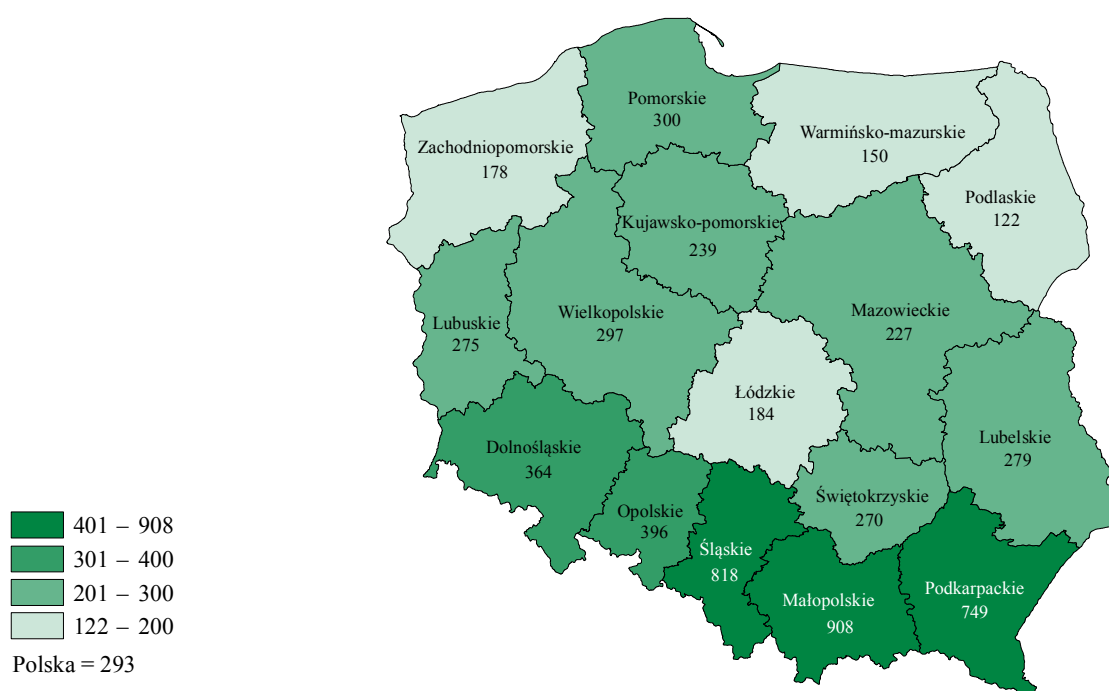 Pomorskie
300
Zachodniopomorskie
178
Warmińsko-mazurskie
150
Podlaskie
122
Kujawsko-pomorskie
239
Lubuskie
275
Wielkopolskie
297
Mazowieckie
227
Łódzkie
184
Lubelskie
279
Dolnośląskie
364
Opolskie
396
Śląskie
818
Świętokrzyskie
270
Małopolskie
908
Podkarpackie
749
401 – 908
301 – 400
201 – 300
122 – 200
Polska = 293